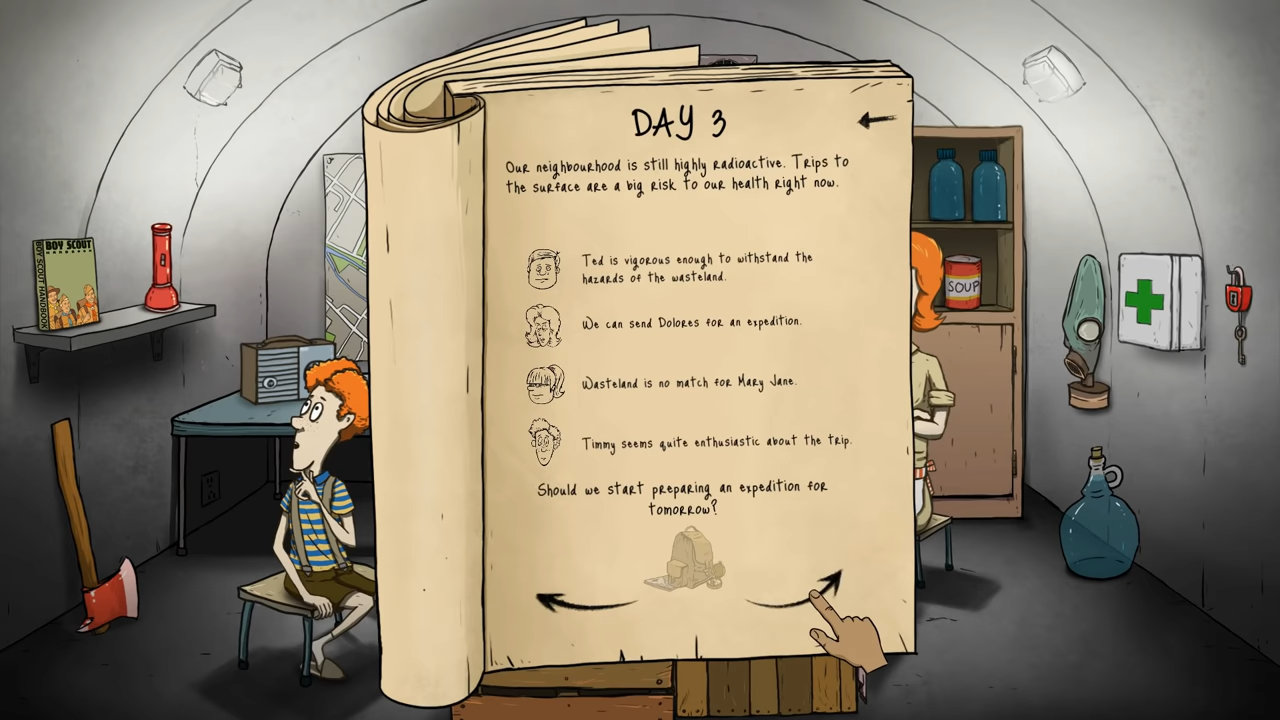 DAY 3
Our neighbourhood is still highly radioactive. Trips to
the surface are a big risk to our health right now.
Ted is vigorous enough to withstand the
hazards of the wasteland.
We can send Dolores for an expedition.
Wasteland is no match for Mary Jane.
Timmy seems quite enthusiastic about the trip.
Should we start preparing an expedition for
tomorrow?
BOY SCOUT
BOY SCOUT HANDBOOK
SOUP